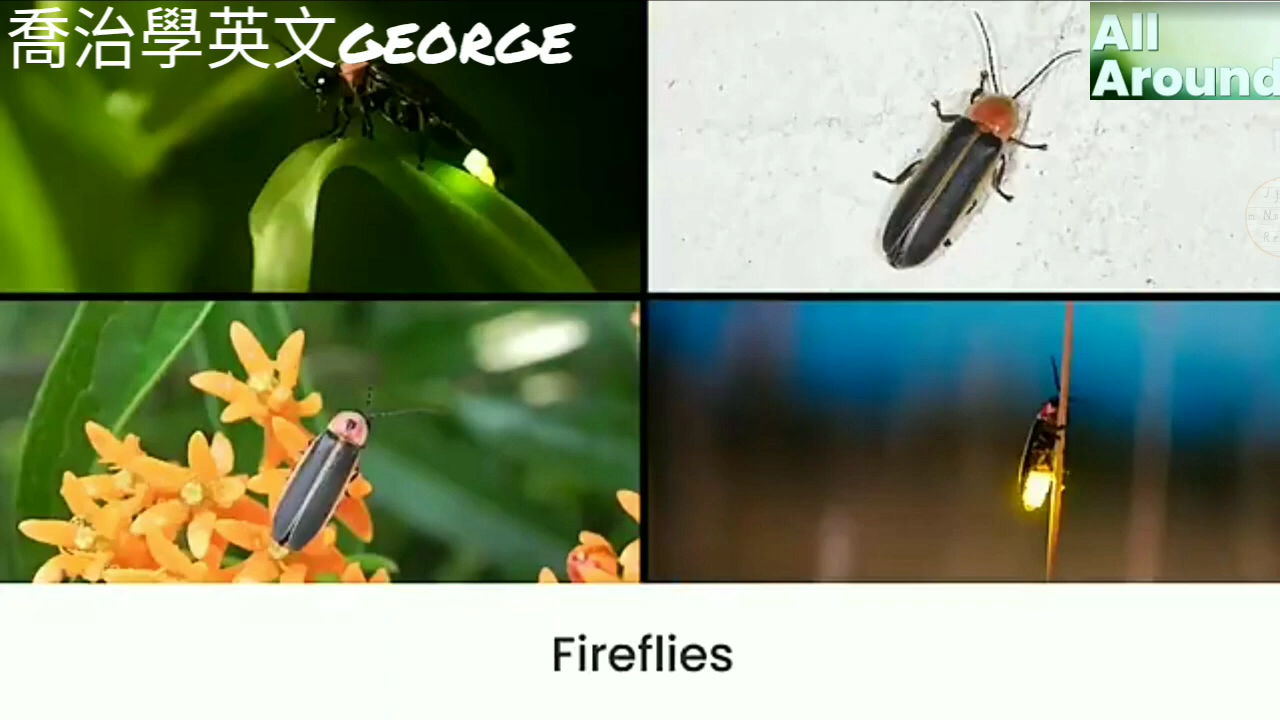 喬治學英文GEORGE
All
Around
Fireflies